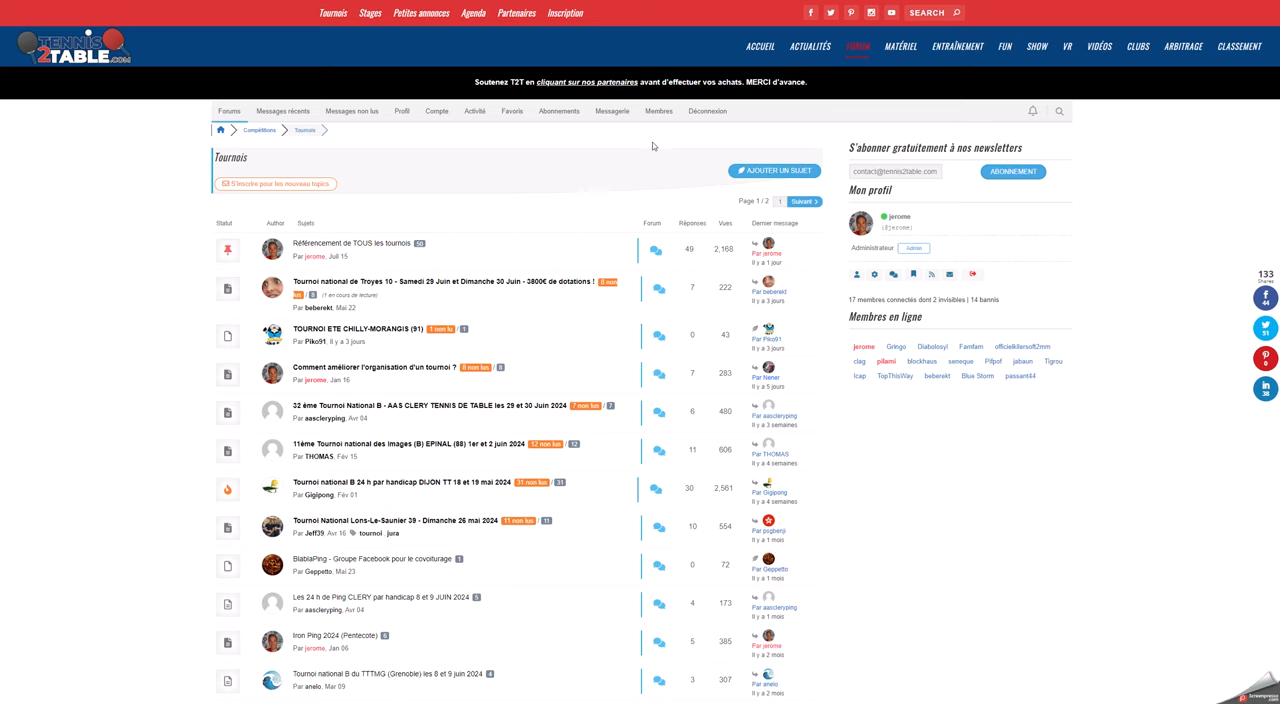 Tournois Stages Petites annonces Agenda Partenaires Inscription SEARCH
TENNIS
2TABLE.COM
ACCUEIL ACTUALITÉS FORUM MATÉRIEL ENTRAÎNEMENT FUN SHOW VR VIDÉOS CLUBS ARBITRAGE CLASSEMENT
Soutenez T2T en cliquant sur nos partenaires avant d'effectuer vos achats. MERCI d'avance.
Forums Messages récents Messages non lus Profil Compte Activité Favoris Abonnements Messagerie Membres Déconnexion
Compétitions Tournois
Tournois
AJOUTER UN SUJET
S'inscrire pour les nouveau topics
Page 1 / 2 1 Suivant
Statut Author Sujets Forum Réponses Vues Dernier message
Référencement de TOUS les tournois 50
Par jerome, Juil 15
49 2,168
Par jerome
Il y a 1 jour
Tournoi national de Troyes 10 - Samedi 29 Juin et Dimanche 30 Juin - 3800€ de dotations ! 8 non
lus / 8 (1 en cours de lecture)
Par beberekt, Mai 22
7 222
Par beberekt
Il y a 3 jours
TOURNOI ETE CHILLY-MORANGIS (91) 1 non lu / 1
Par Piko91, Il y a 3 jours
0 43
Par Piko91
Il y a 3 jours
Comment améliorer l'organisation d'un tournoi ? 8 non lus / 8
Par jerome, Jan 16
7 283
Par Nener
Il y a 5 jours
32 ème Tournoi National B - AAS CLERY TENNIS DE TABLE les 29 et 30 Juin 2024 7 non lus / 7
Par aascleryping, Avr 04
6 480
Par aascleryping
Il y a 3 semaines
11ème Tournoi national des images (B) EPINAL (88) 1er et 2 juin 2024 12 non lus / 12
Par THOMAS, Fév 15
11 606
Par THOMAS
Il y a 4 semaines
Tournoi national B 24 h par handicap DIJON TT 18 et 19 mai 2024 31 non lus / 31
Par Gigipong, Fév 01
30 2,561
Par Gigipong
Il y a 4 semaines
Tournoi National Lons-Le-Saunier 39 - Dimanche 26 mai 2024 11 non lus / 11
Par Jeff39, Avr 16 tournoi , jura
10 554
Par psgbenji
Il y a 1 mois
BlablaPing - Groupe Facebook pour le covoiturage 1
Par Geppetto, Mai 23
0 72
Par Geppetto
Il y a 1 mois
Les 24 h de Ping CLERY par handicap 8 et 9 JUIN 2024 5
Par aascleryping, Avr 04
4 173
Par aascleryping
Il y a 1 mois
Iron Ping 2024 (Pentecote) 6
Par jerome, Jan 06
5 385
Par jerome
Il y a 2 mois
Tournoi national B du TTTMG (Grenoble) les 8 et 9 juin 2024 4
Par anelo, Mar 09
3 307
Par anelo
Il y a 2 mois
S'abonner gratuitement à nos newsletters
contact@tennis2table.com ABONNEMENT
Mon profil
jerome
(@jerome)
Administrateur Admin
17 membres connectés dont 2 invisibles | 14 bannis
Membres en ligne
jerome Gringo Diabolosyl Famfam officielkllersoft2mm
clag pilami blockhaus seneque Pifpof jabaun Tigrou
Icap TopThisWay beberekt Blue Storm passant44
133
Shares
44
51
0
38
Screenpresso
.com